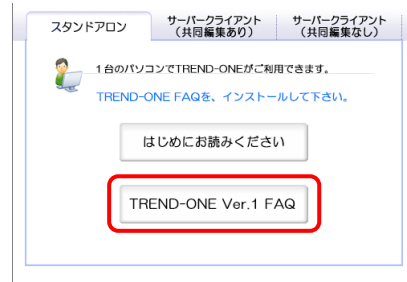 スタンドアロン
サーバークライアント
（共同編集あり）
サーバークライアント
（共同編集なし）
1台のパソコンでTREND-ONEがご利用できます。
TREND-ONE FAQを、インストールして下さい。
はじめにお読みください
TREND-ONE Ver.1 FAQ